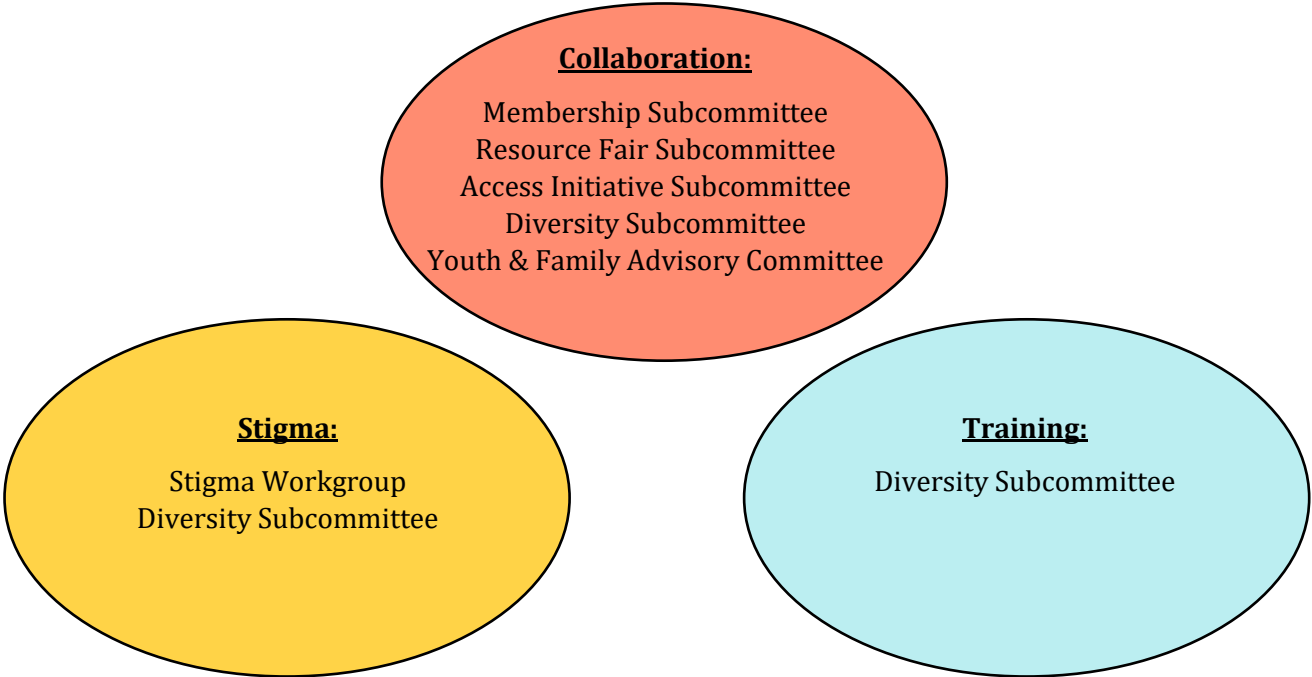 Collaboration:
Membership Subcommittee
Resource Fair Subcommittee
Access Initiative Subcommittee
Diversity Subcommittee
Youth & Family Advisory Committee
Stigma:
Stigma Workgroup
Diversity Subcommittee
Training:
Diversity Subcommittee